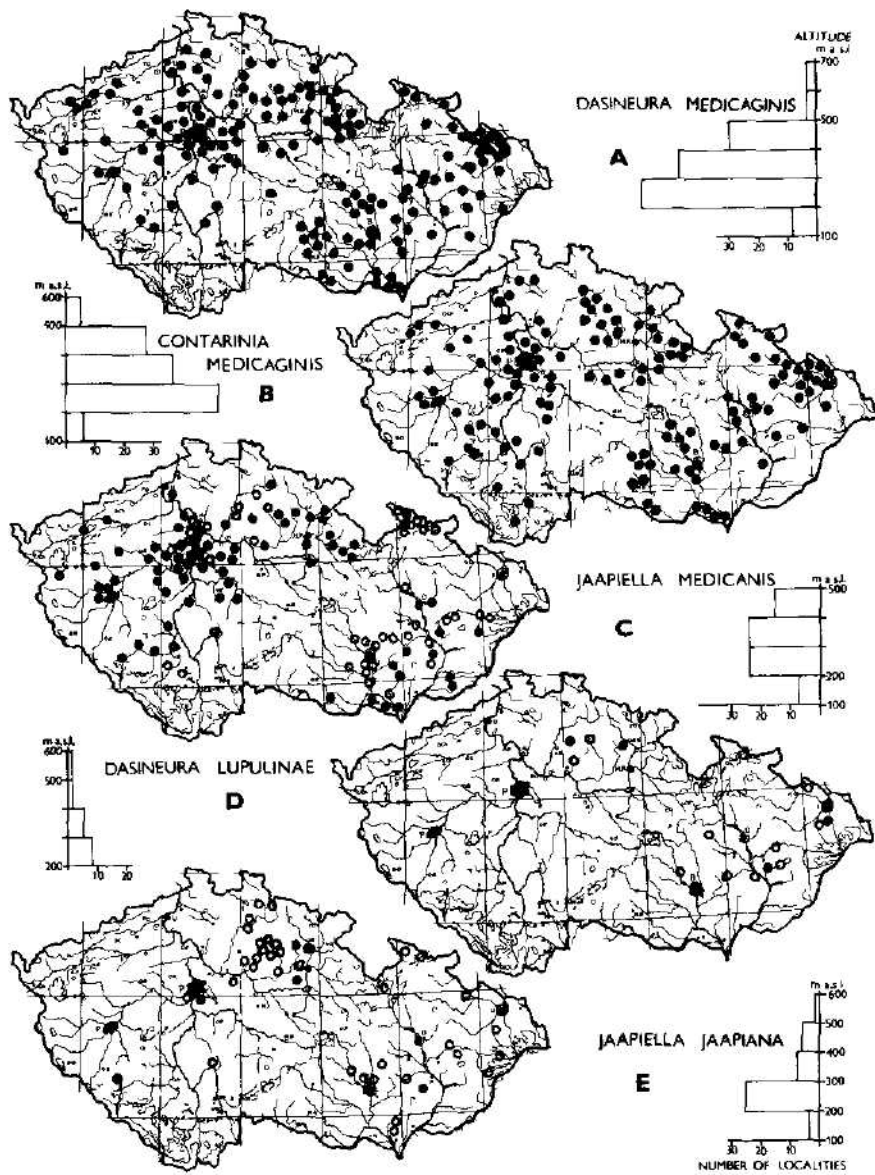 ALTITUDE
m a.s.l.
700
DASINEURA MEDICAGINIS
500
A
30 20 10 100
m a.s.l.
600
500
CONTARINIA
MEDICAGINIS
B
100
10 20 30
JAAPIELLA MEDICANIS
m a.s.l.
500
C
200
30 20 10 100
m a.s.l.
600
500
DASINEURA LUPULINAE
D
200
10 20
m a.s.l.
600
500
JAAPIELLA JAAPIANA
400
300
E
200
30 20 10 100
NUMBER OF LOCALITIES